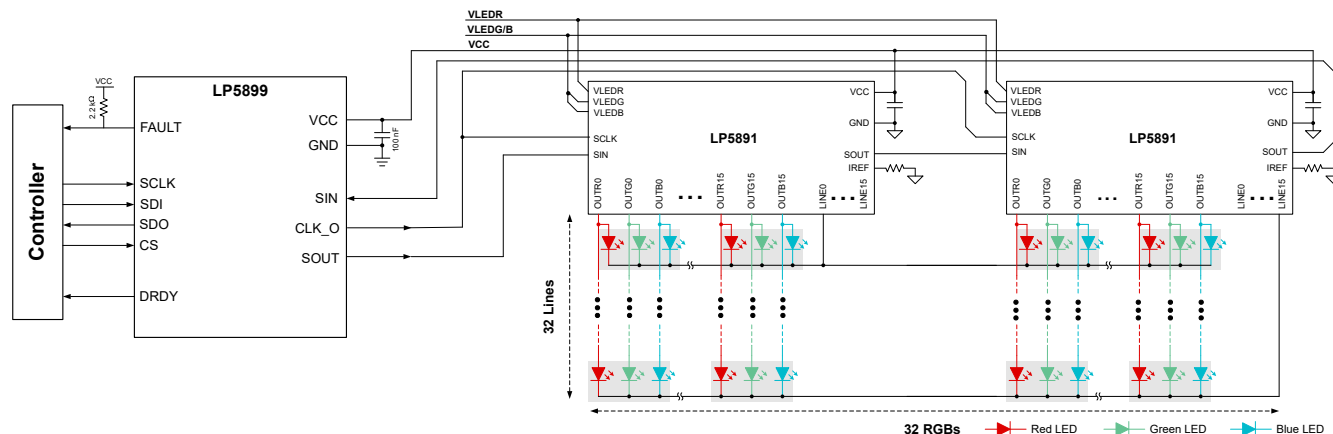 VLEDR
VLEDG/B
VCC
Controller
VCC
2.2 kΩ
LP5899
FAULT
SCLK
SDI
SDO
CS
DRDY
VCC
GND
SIN
CLK_O
SOUT
100 nF
VLEDR
VLEDG
VLEDB
SCLK
SIN
LP5891
VCC
GND
SOUT
IREF
OUTR0
OUTG0
OUTB0
OUTR15
OUTG15
OUTB15
LINE0
LINE15
VLEDR
VLEDG
VLEDB
SCLK
SIN
LP5891
VCC
GND
SOUT
IREF
OUTR0
OUTG0
OUTB0
OUTR15
OUTG15
OUTB15
LINE0
LINE15
32 Lines
32 RGBs
Red LED
Green LED
Blue LED